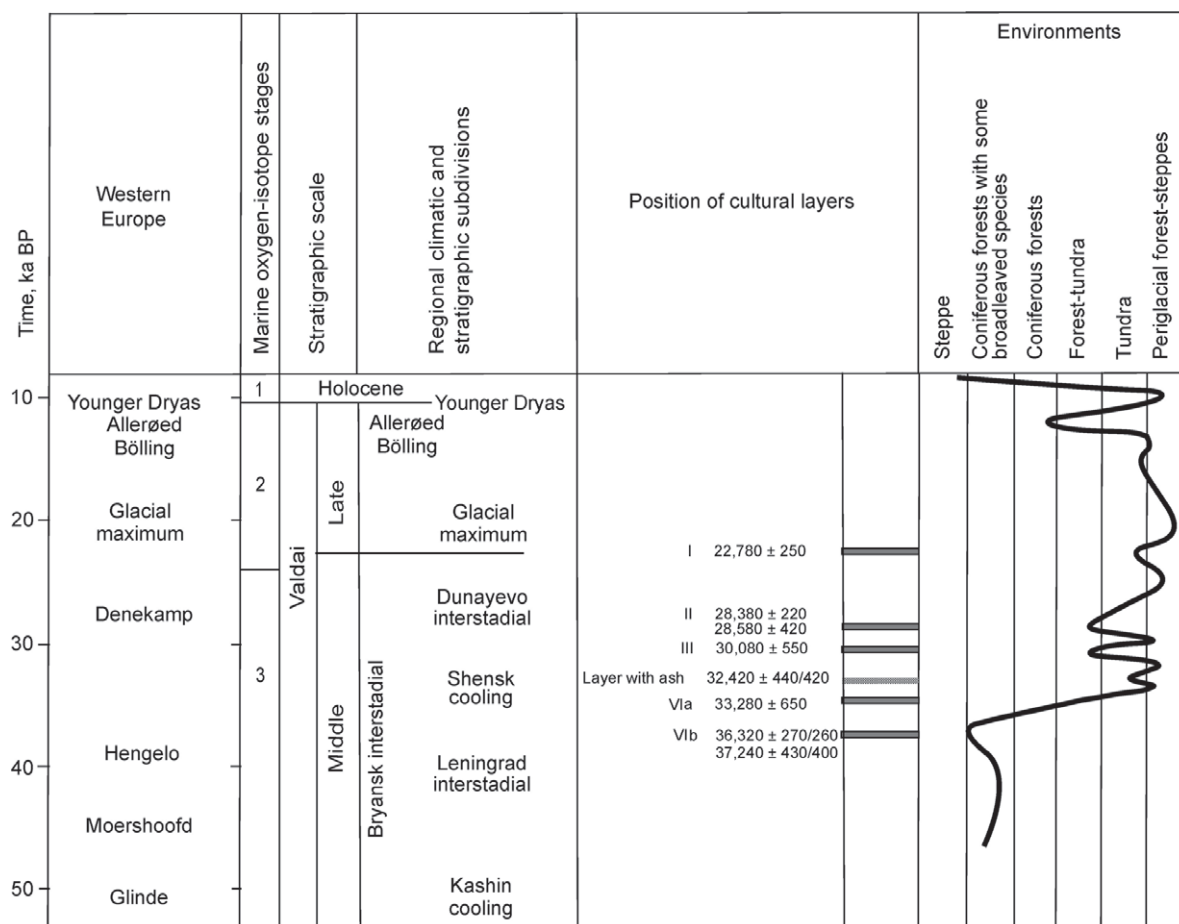 Environments
Time, ka BP
Western
Europe
Marine oxygen-isotope stages
Stratigraphic scale
Regional climatic and
stratigraphic subdivisions
Position of cultural layers
Steppe
Coniferous forests with some
broadleaved species
Coniferous forests
Forest-tundra
Tundra
Periglacial forest-steppes
10
20
30
40
50
Younger Dryas
Allerøed
Bölling
Glacial
maximum
Denekamp
Hengelo
Moershoofd
Glinde
1
2
3
Holocene
Valdai
Late
Middle
Bryansk interstadial
Younger Dryas
Allerøed
Bölling
Glacial
maximum
Dunayevo
interstadial
Shensk
cooling
Leningrad
interstadial
Kashin
cooling
I 22,780 ± 250
II 28,380 ± 220
28,580 ± 420
III 30,080 ± 550
Layer with ash 32,420 ± 440/420
VIa 33,280 ± 650
VIb 36,320 ± 270/260
37,240 ± 430/400